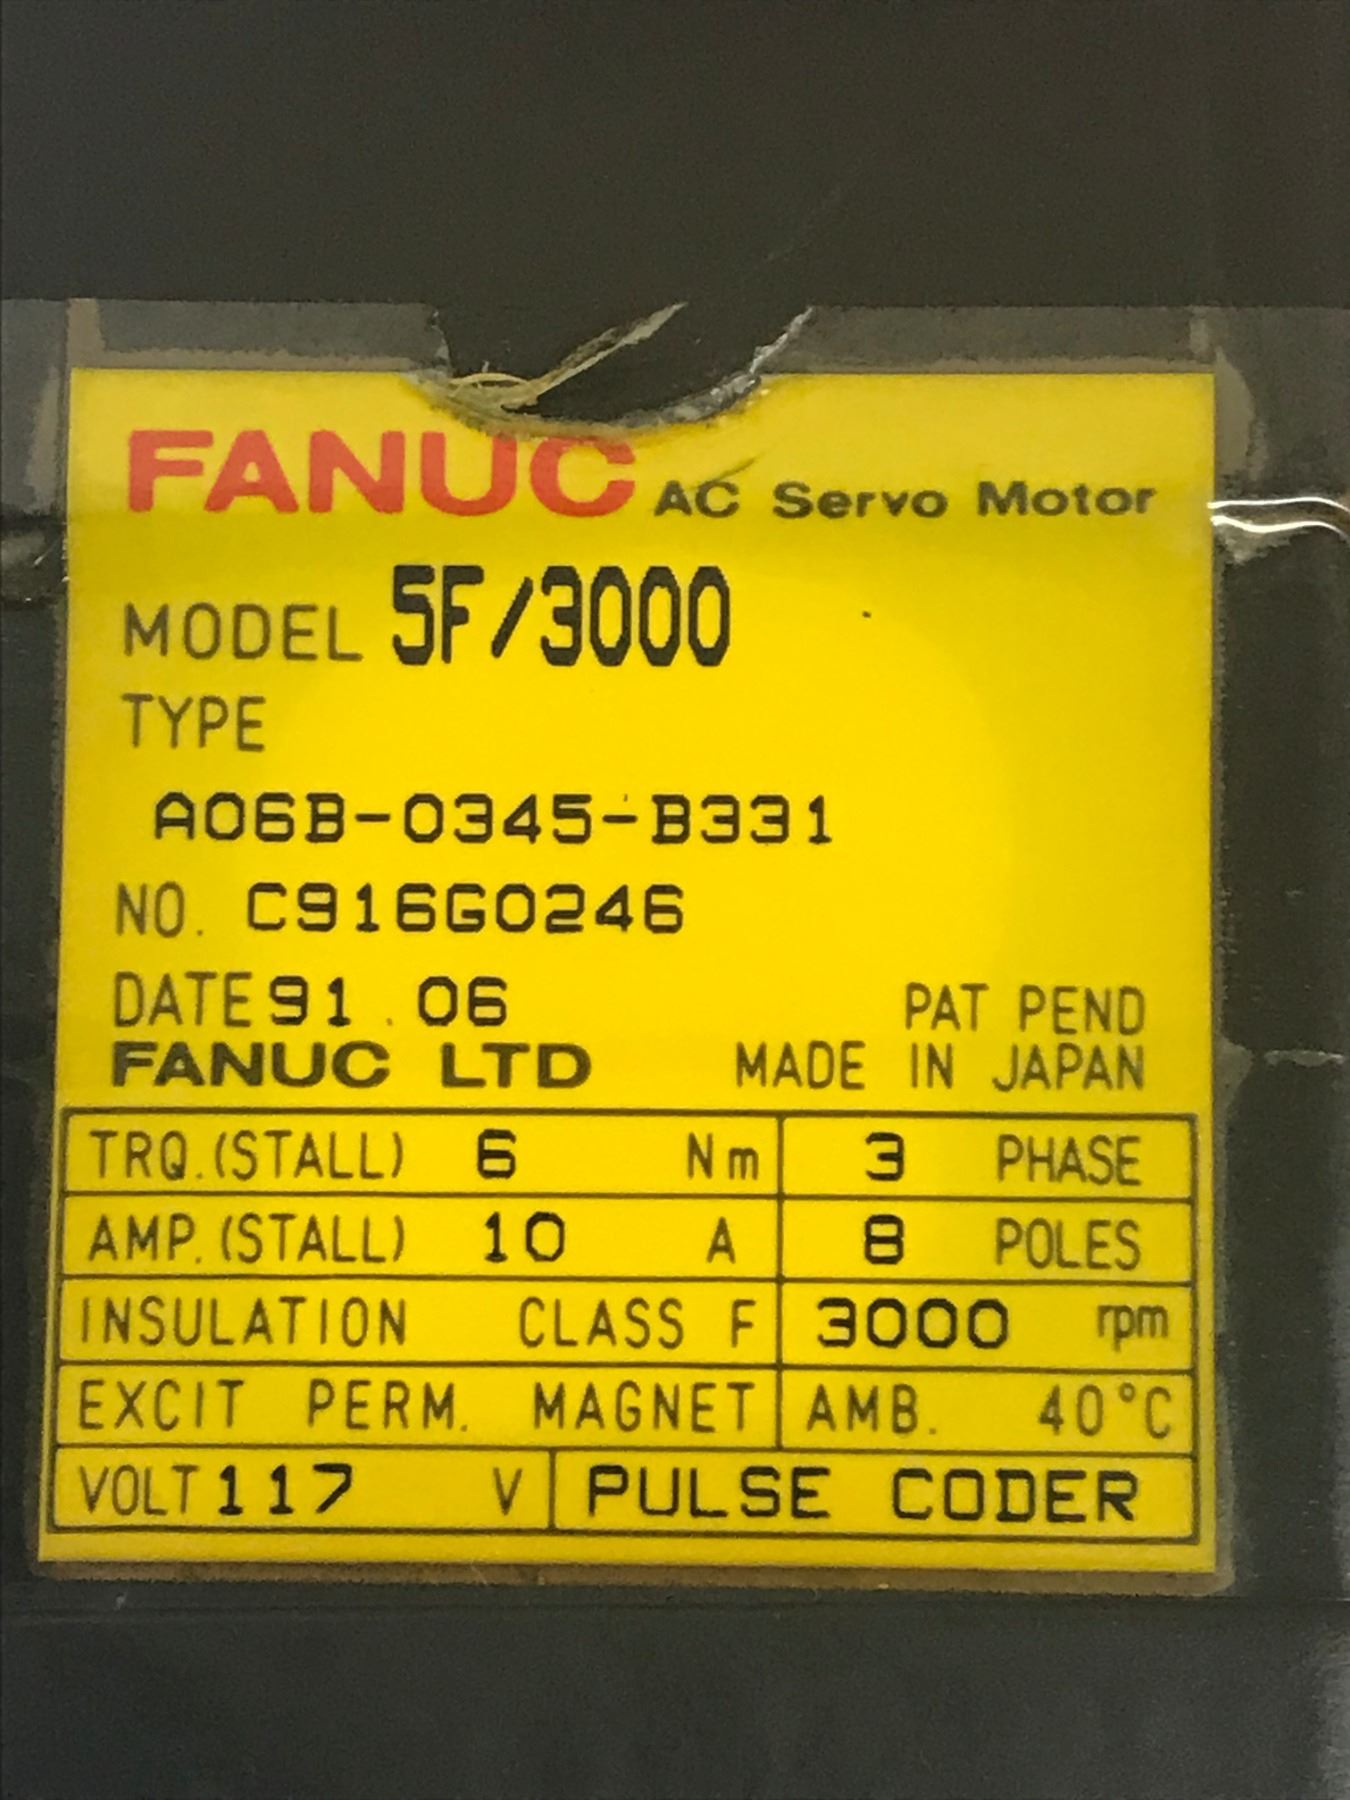 FANUC AC Servo Motor
MODEL 5F/3000
TYPE
A06B-0345-B331
NO. C916G0246
DATE 91.06 PAT PEND
FANUC LTD MADE IN JAPAN
TRQ.(STALL) 6 Nm 3 PHASE
AMP.(STALL) 10 A 8 POLES
INSULATION CLASS F 3000 rpm
EXCIT PERM. MAGNET AMB. 40°C
VOLT 117 V PULSE CODER